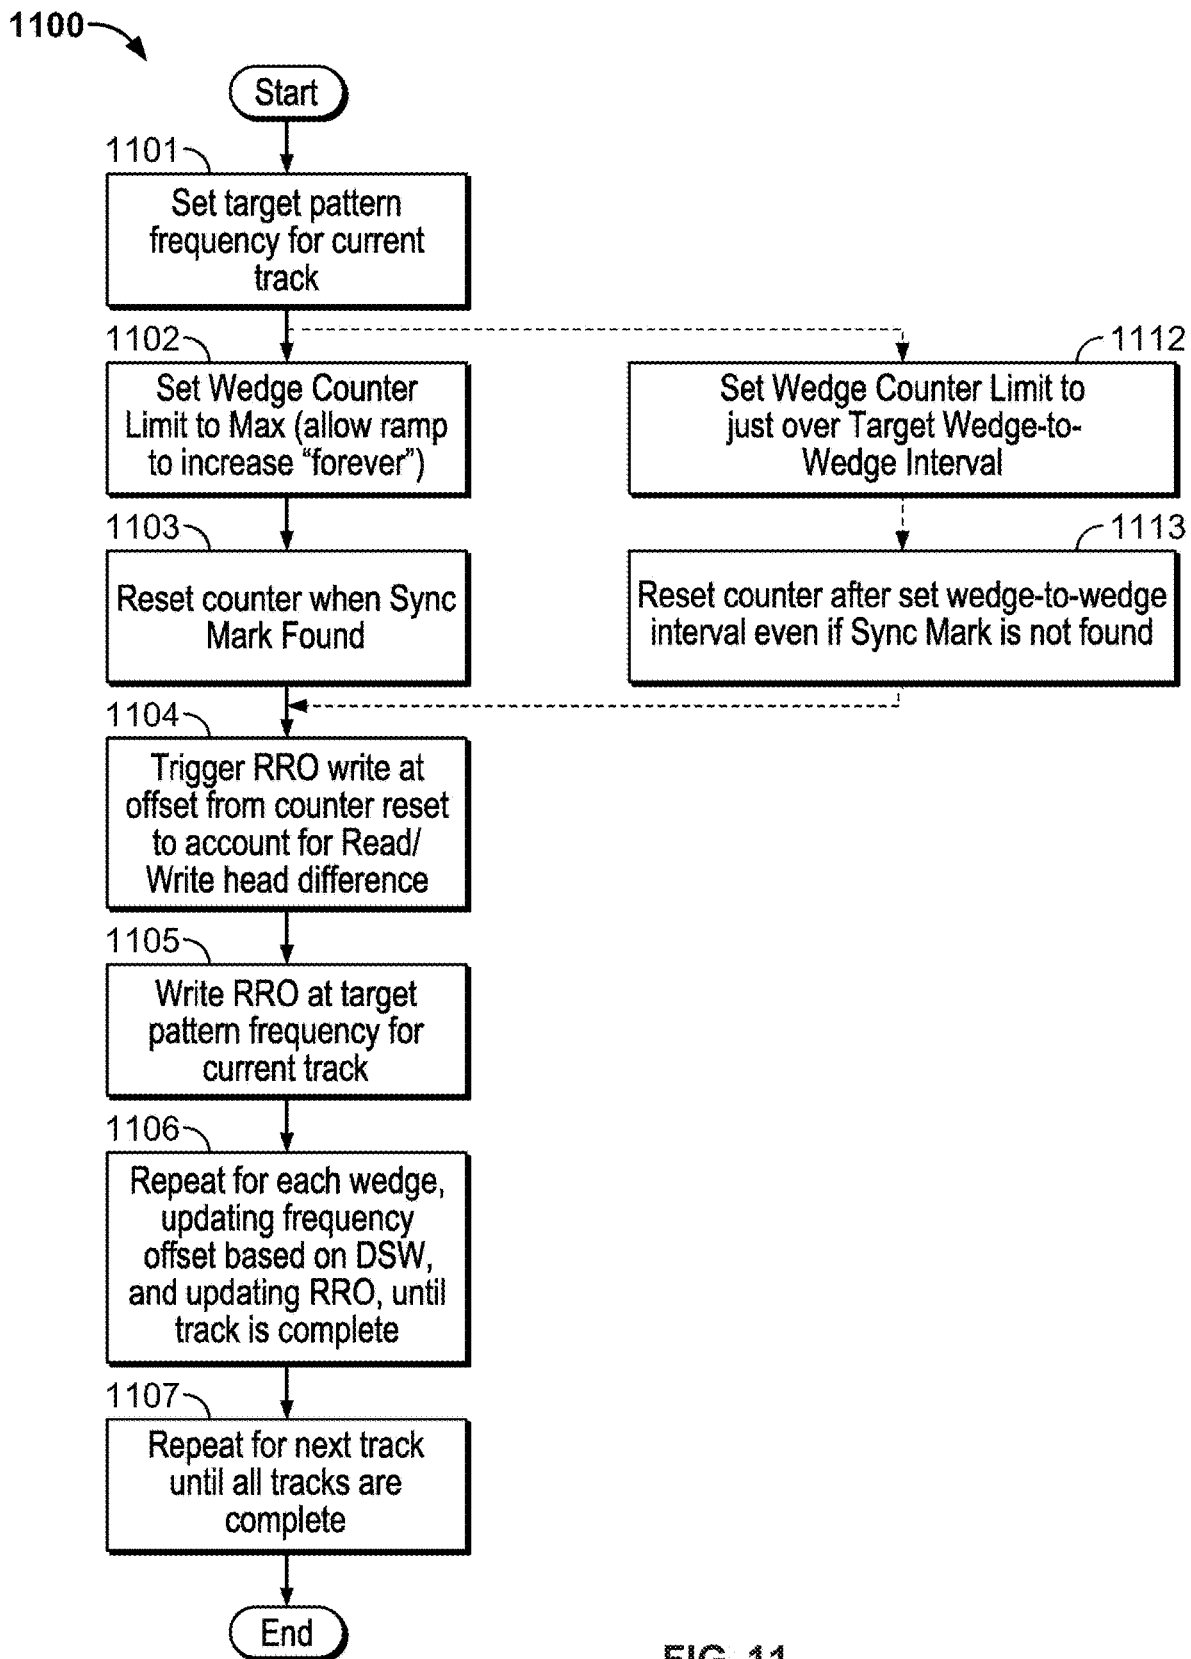 1100
Start
1101
Set target pattern
frequency for current
track
1102
Set Wedge Counter
Limit to Max (allow ramp
to increase “forever”)
1112
Set Wedge Counter Limit to
just over Target Wedge-to-
Wedge Interval
1103
Reset counter when Sync
Mark Found
1113
Reset counter after set wedge-to-wedge
interval even if Sync Mark is not found
1104
Trigger RRO write at
offset from counter reset
to account for Read/
Write head difference
1105
Write RRO at target
pattern frequency for
current track
1106
Repeat for each wedge,
updating frequency
offset based on DSW,
and updating RRO, until
track is complete
1107
Repeat for next track
until all tracks are
complete
End
FIG. 11